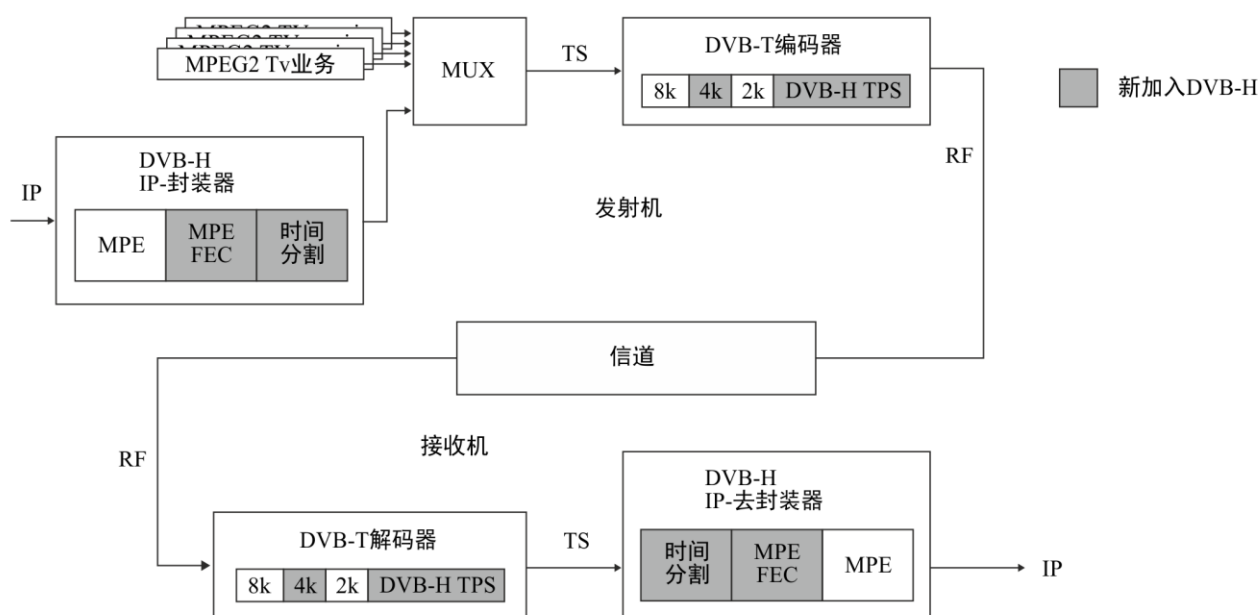 MPEG2 Tv业务
MUX
TS
DVB-T编码器
8k
4k
2k
DVB-H TPS
新加入DVB-H
RF
IP
DVB-H
IP-封装器
MPE
MPE
FEC
时间
分割
发射机
信道
RF
接收机
DVB-T解码器
8k
4k
2k
DVB-H TPS
TS
DVB-H
IP-去封装器
时间
分割
MPE
FEC
MPE
IP